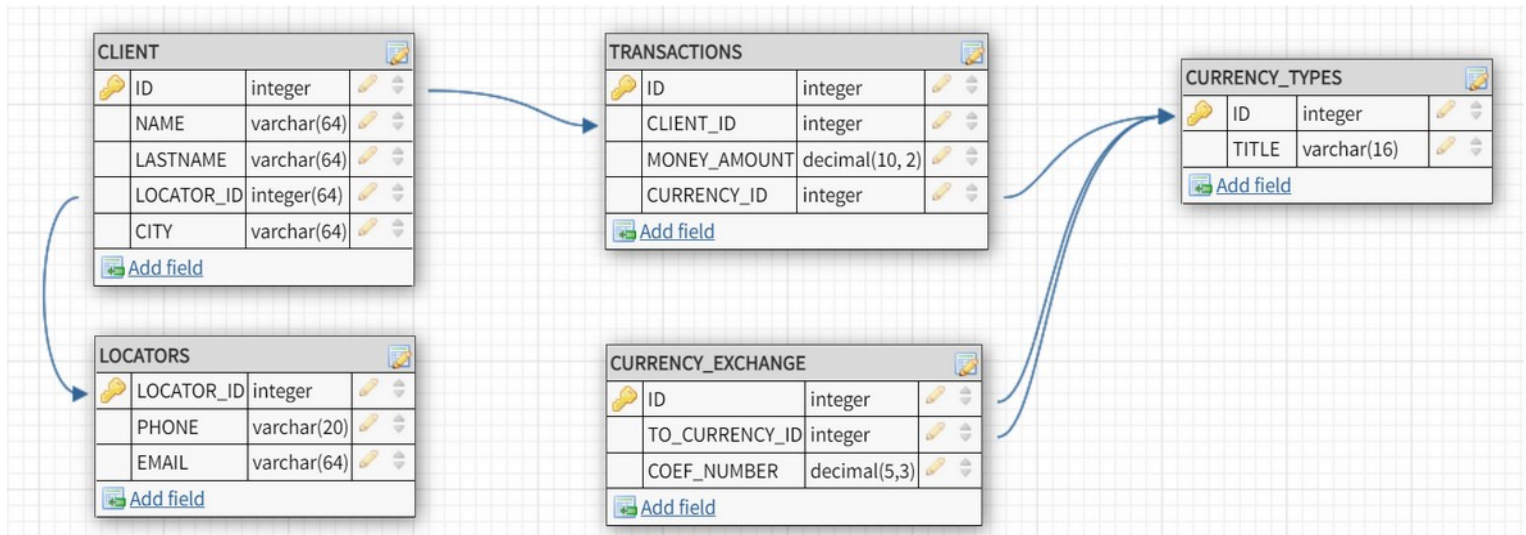 CLIENT
ID integer
NAME varchar(64)
LASTNAME varchar(64)
LOCATOR_ID integer(64)
CITY varchar(64)
Add field
TRANSACTIONS
ID integer
CLIENT_ID integer
MONEY_AMOUNT decimal(10, 2)
CURRENCY_ID integer
Add field
CURRENCY_TYPES
ID integer
TITLE varchar(16)
Add field
LOCATORS
LOCATOR_ID integer
PHONE varchar(20)
EMAIL varchar(64)
Add field
CURRENCY_EXCHANGE
ID integer
TO_CURRENCY_ID integer
COEF_NUMBER decimal(5,3)
Add field